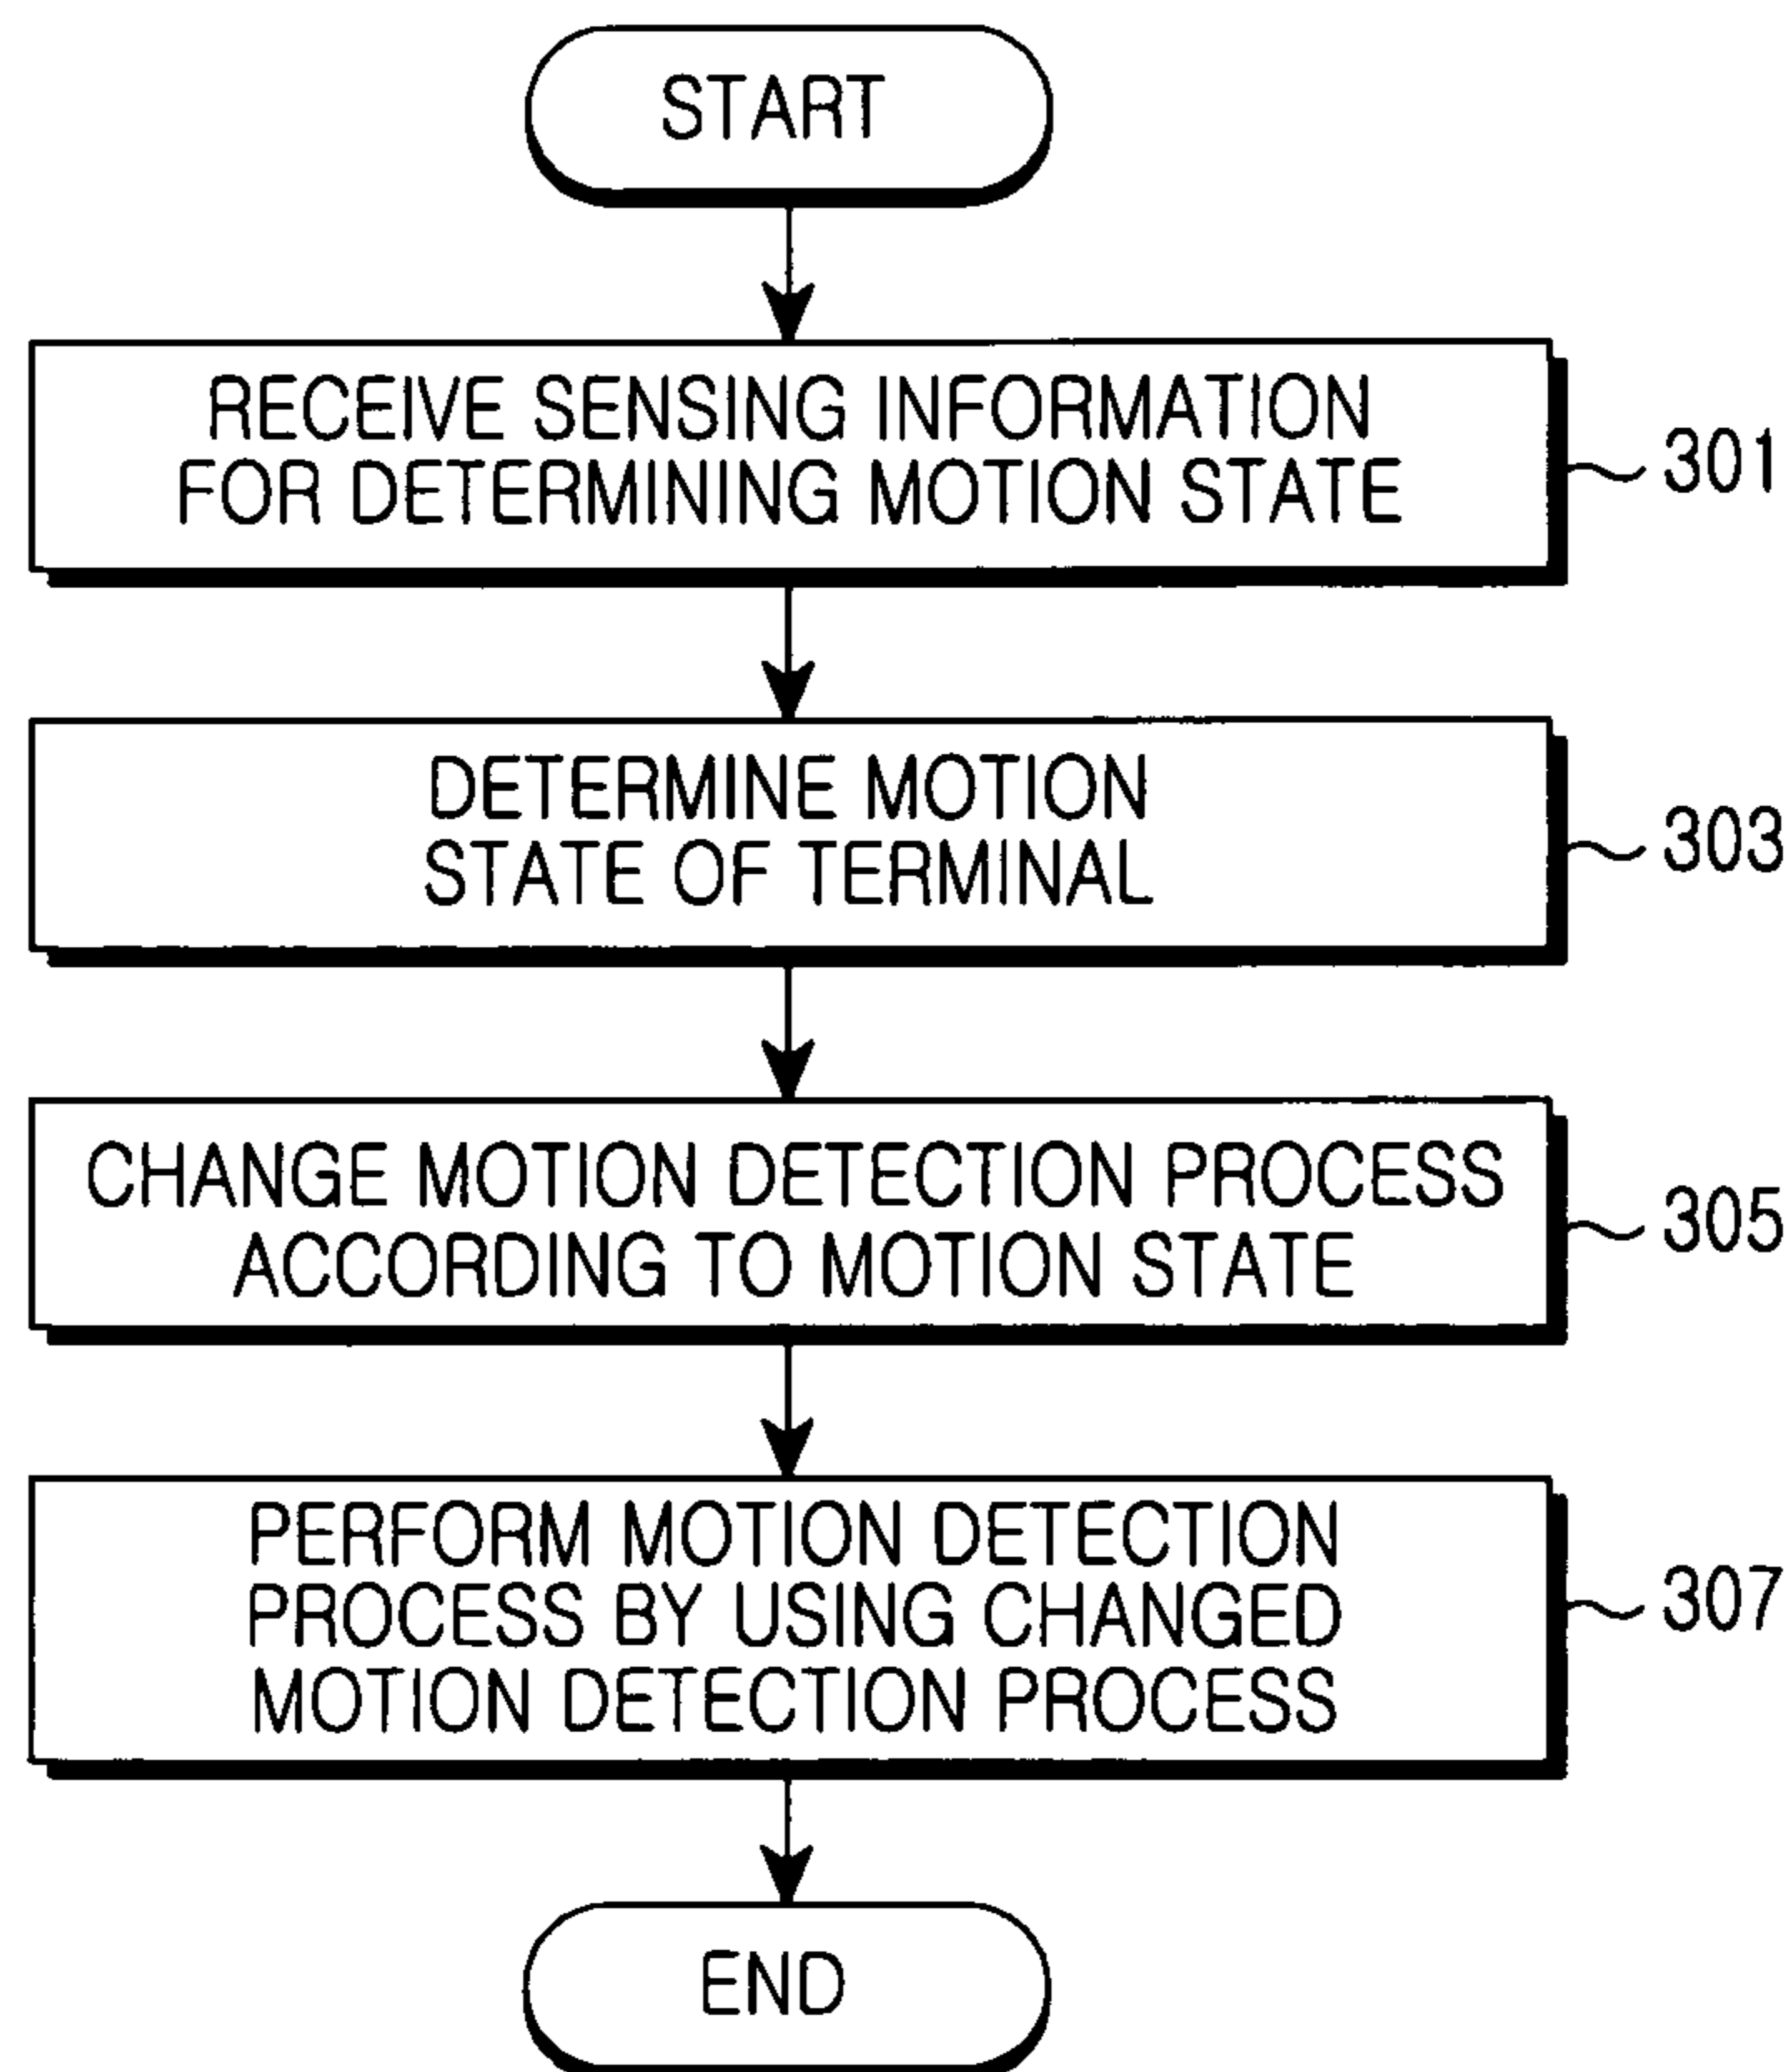 START
RECEIVE SENSING INFORMATION
FOR DETERMINING MOTION STATE
301
DETERMINE MOTION
STATE OF TERMINAL
303
CHANGE MOTION DETECTION PROCESS
ACCORDING TO MOTION STATE
305
PERFORM MOTION DETECTION
PROCESS BY USING CHANGED
MOTION DETECTION PROCESS
307
END